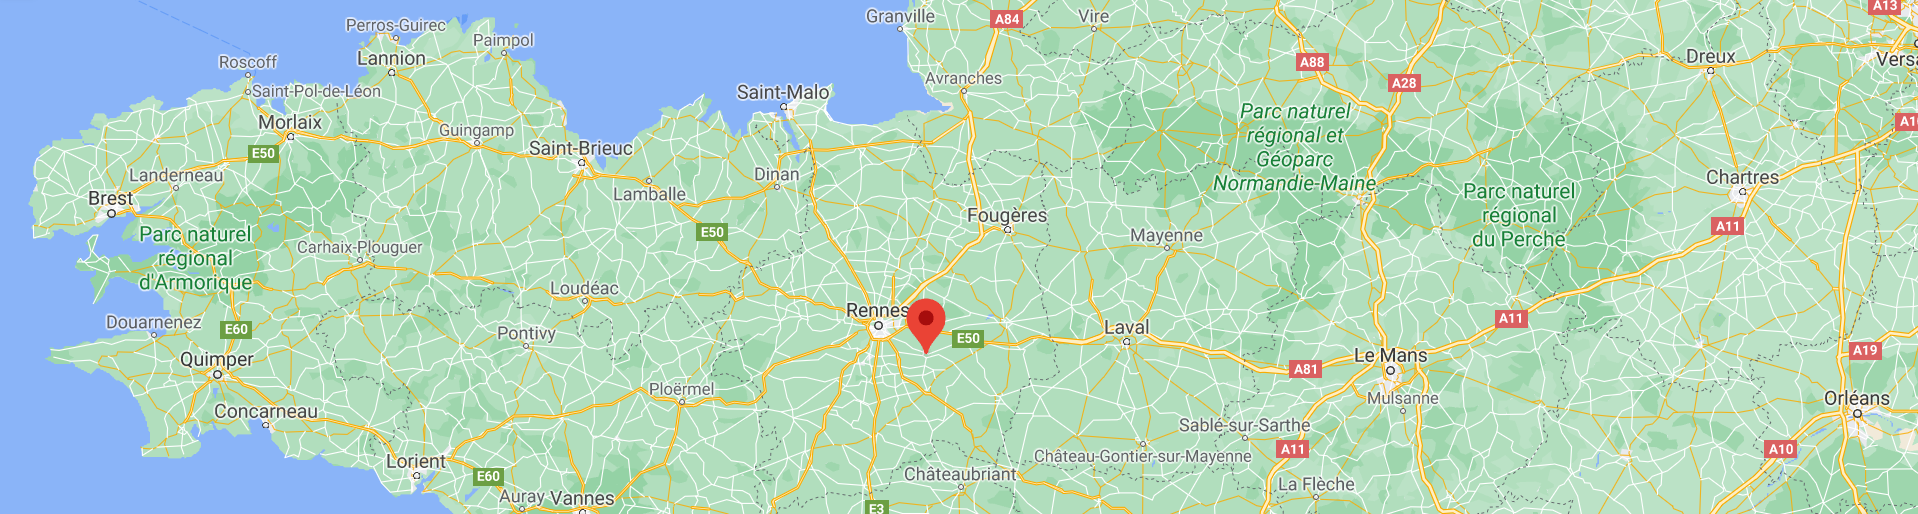 Perros-Guirec
Granville
A84
Vire
A13
Paimpol
Lannion
Roscoff
A88
Dreux
Versa
Saint-Pol-de-Léon
Saint-Malo
Avranches
A28
Morlaix
Guingamp
Parc naturel
régional et
Géoparc
Normandie-Maine
A10
E50
Saint-Brieuc
Landerneau
Dinan
Chartres
Brest
Lamballe
Parc naturel
régional
du Perche
Fougères
A11
Parc naturel
régional
d'Armorique
Carhaix-Plouguer
E50
Mayenne
Loudéac
Douarnenez
E60
Pontivy
Rennes
E50
Laval
A11
Quimper
Le Mans
A19
A81
Ploërmel
Mulsanne
Orléans
Concarneau
Sablé-sur-Sarthe
A11
A10
Lorient
Château-Gontier-sur-Mayenne
E60
Châteaubriant
La Flèche
Auray
Vannes
E3